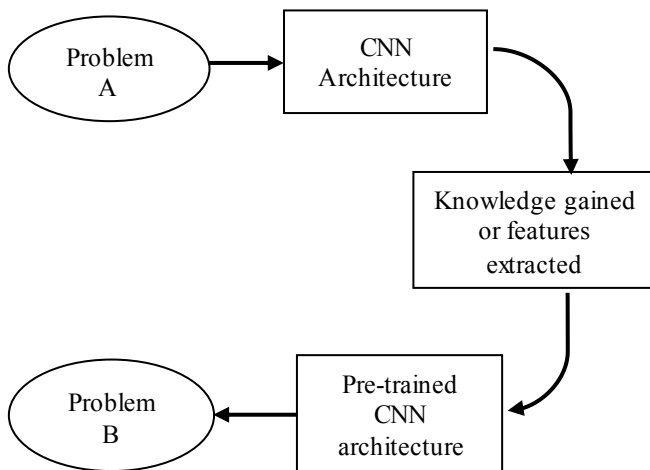 Problem
A
CNN
Architecture
Knowledge gained
or features
extracted
Pre-trained
CNN
architecture
Problem
B